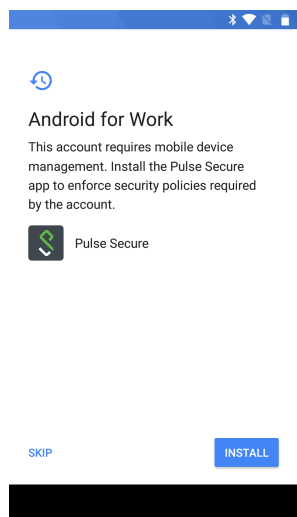 Android for Work
This account requires mobile device
management. Install the Pulse Secure
app to enforce security policies required
by the account.
Pulse Secure
SKIP
INSTALL